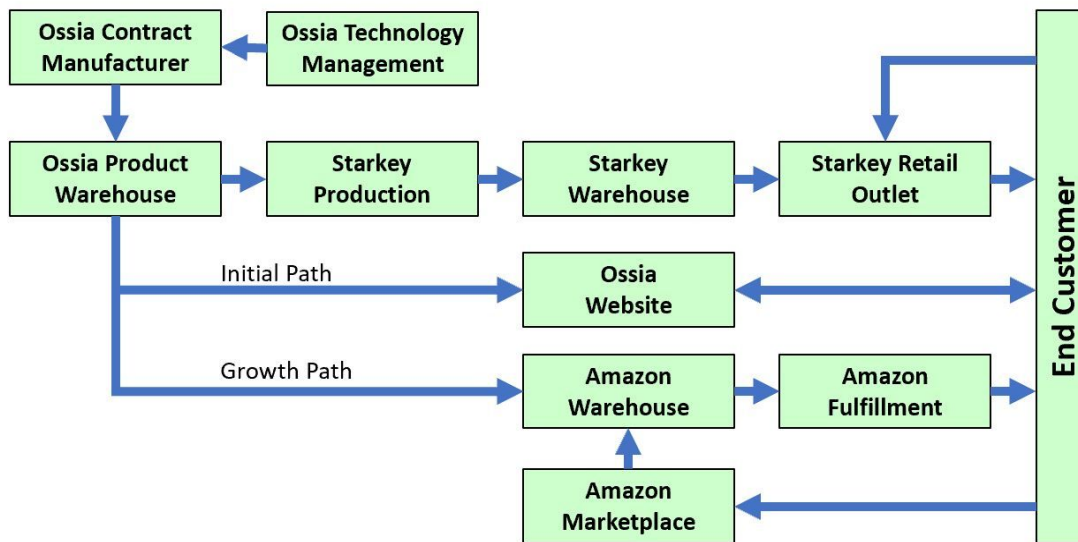 Ossia Contract
Manufacturer
Ossia Technology
Management
Ossia Product
Warehouse
Starkey
Production
Starkey
Warehouse
Starkey Retail
Outlet
End Customer
Initial Path
Ossia
Website
Growth Path
Amazon
Warehouse
Amazon
Fulfillment
Amazon
Marketplace